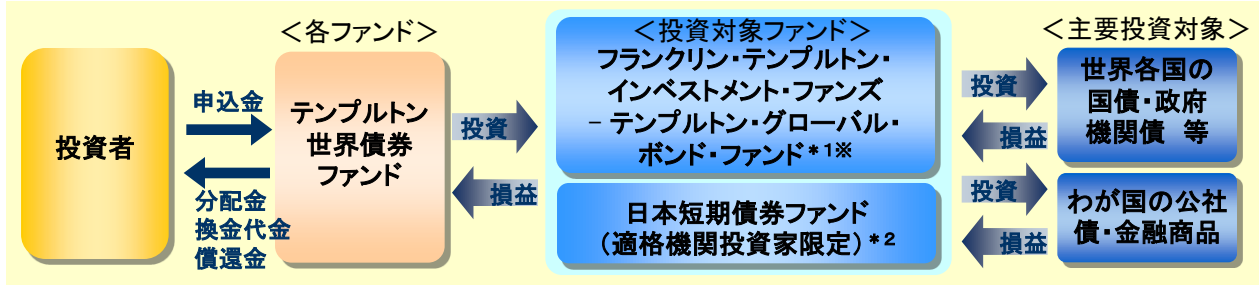 投資者
申込金
分配金
換金代金
償還金
＜各ファンド＞
テンプルトン
世界債券
ファンド
投資
損益
＜投資対象ファンド＞
フランクリン・テンプルトン・
インベストメント・ファンズ
－テンプルトン・グローバル・
ボンド・ファンド＊1※
日本短期債券ファンド
（適格機関投資家限定）＊2
投資
損益
投資
損益
＜主要投資対象＞
世界各国の
国債・政府
機関債　等
わが国の公社
債・金融商品